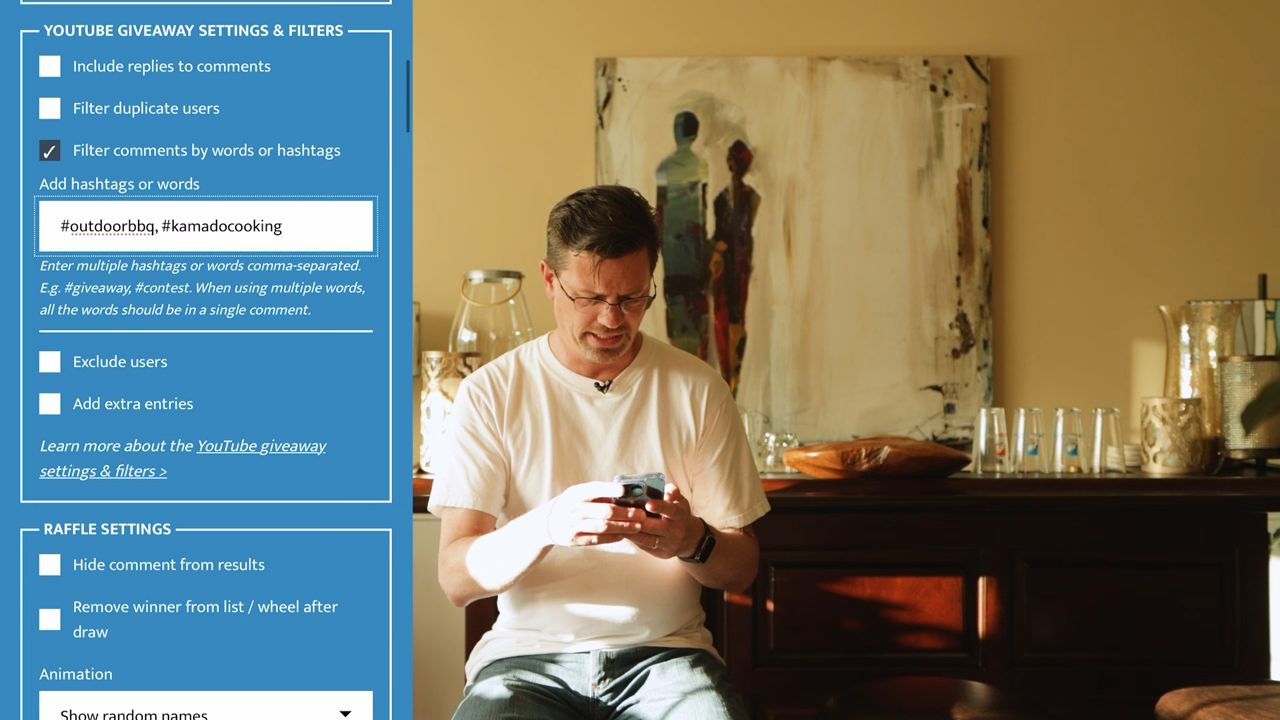 YOUTUBE GIVEAWAY SETTINGS & FILTERS
Include replies to comments
Filter duplicate users
Filter comments by words or hashtags
Add hashtags or words
#outdoorbbq, #kamadocooking
Enter multiple hashtags or words comma-separated.
E.g. #giveaway, #contest. When using multiple words,
all the words should be in a single comment.
Exclude users
Add extra entries
Learn more about the YouTube giveaway
settings & filters >
RAFFLE SETTINGS
Hide comment from results
Remove winner from list / wheel after
draw
Animation
Show random names